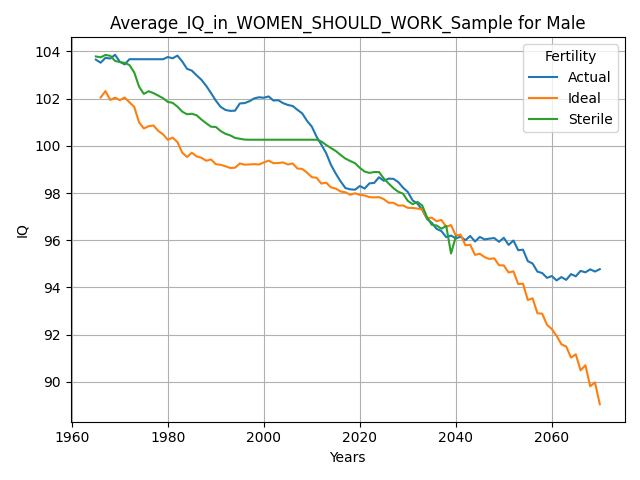 Average_IQ_in_WOMEN_SHOULD_WORK_Sample for Male
Fertility
Actual
Ideal
Sterile
IQ
104
102
100
98
96
94
92
90
1960
1980
2000
2020
2040
2060
Years